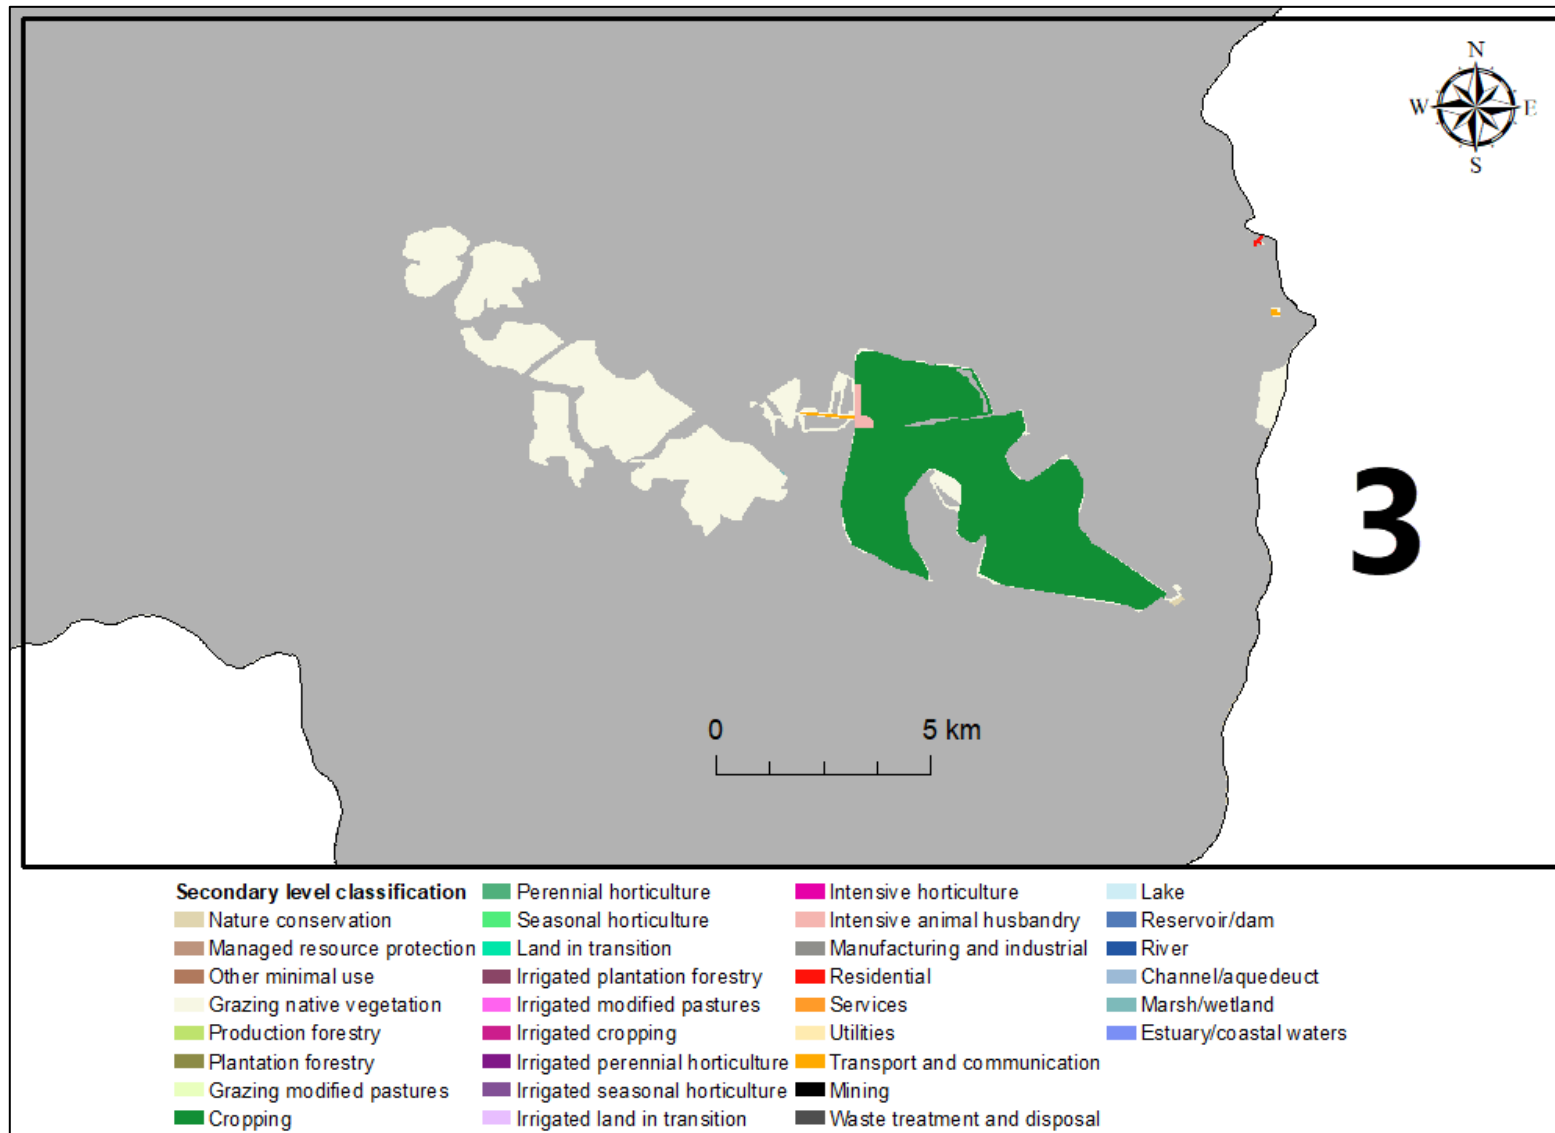 N
W E
S
3
0 5 km
Secondary level classification
Nature conservation
Managed resource protection
Other minimal use
Grazing native vegetation
Production forestry
Plantation forestry
Grazing modified pastures
Cropping
Perennial horticulture
Seasonal horticulture
Land in transition
Irrigated plantation forestry
Irrigated modified pastures
Irrigated cropping
Irrigated perennial horticulture
Irrigated seasonal horticulture
Irrigated land in transition
Intensive horticulture
Intensive animal husbandry
Manufacturing and industrial
Residential
Services
Utilities
Transport and communication
Mining
Waste treatment and disposal
Lake
Reservoir/dam
River
Channel/aquedeuct
Marsh/wetland
Estuary/coastal waters